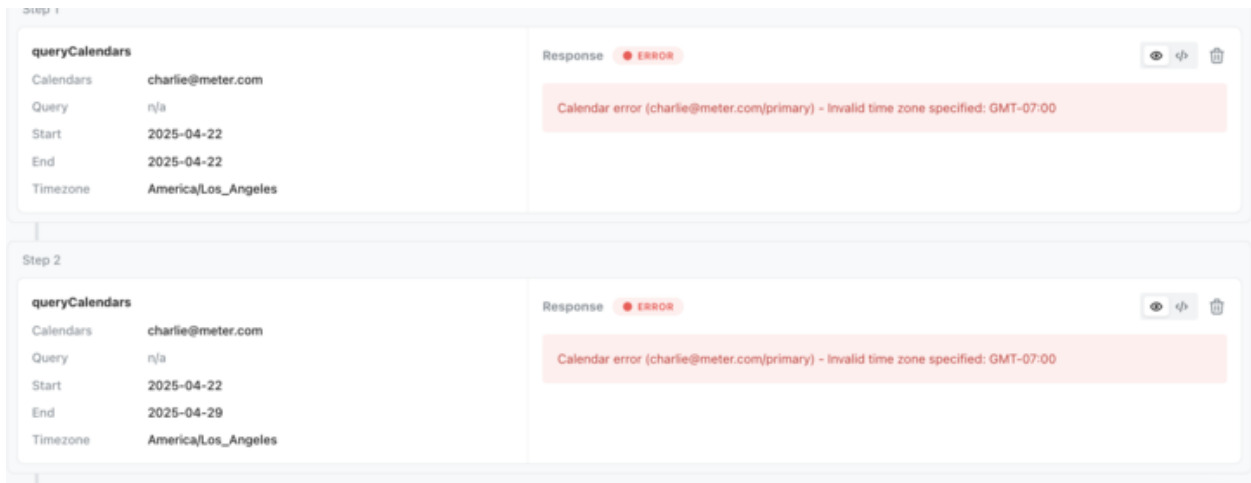 Step 1
queryCalendars
Calendars charlie@meter.com
Query n/a
Start 2025-04-22
End 2025-04-22
Timezone America/Los_Angeles
Response ERROR
Calendar error (charlie@meter.com/primary) - Invalid time zone specified: GMT-07:00
Step 2
queryCalendars
Calendars charlie@meter.com
Query n/a
Start 2025-04-22
End 2025-04-29
Timezone America/Los_Angeles
Response ERROR
Calendar error (charlie@meter.com/primary) - Invalid time zone specified: GMT-07:00